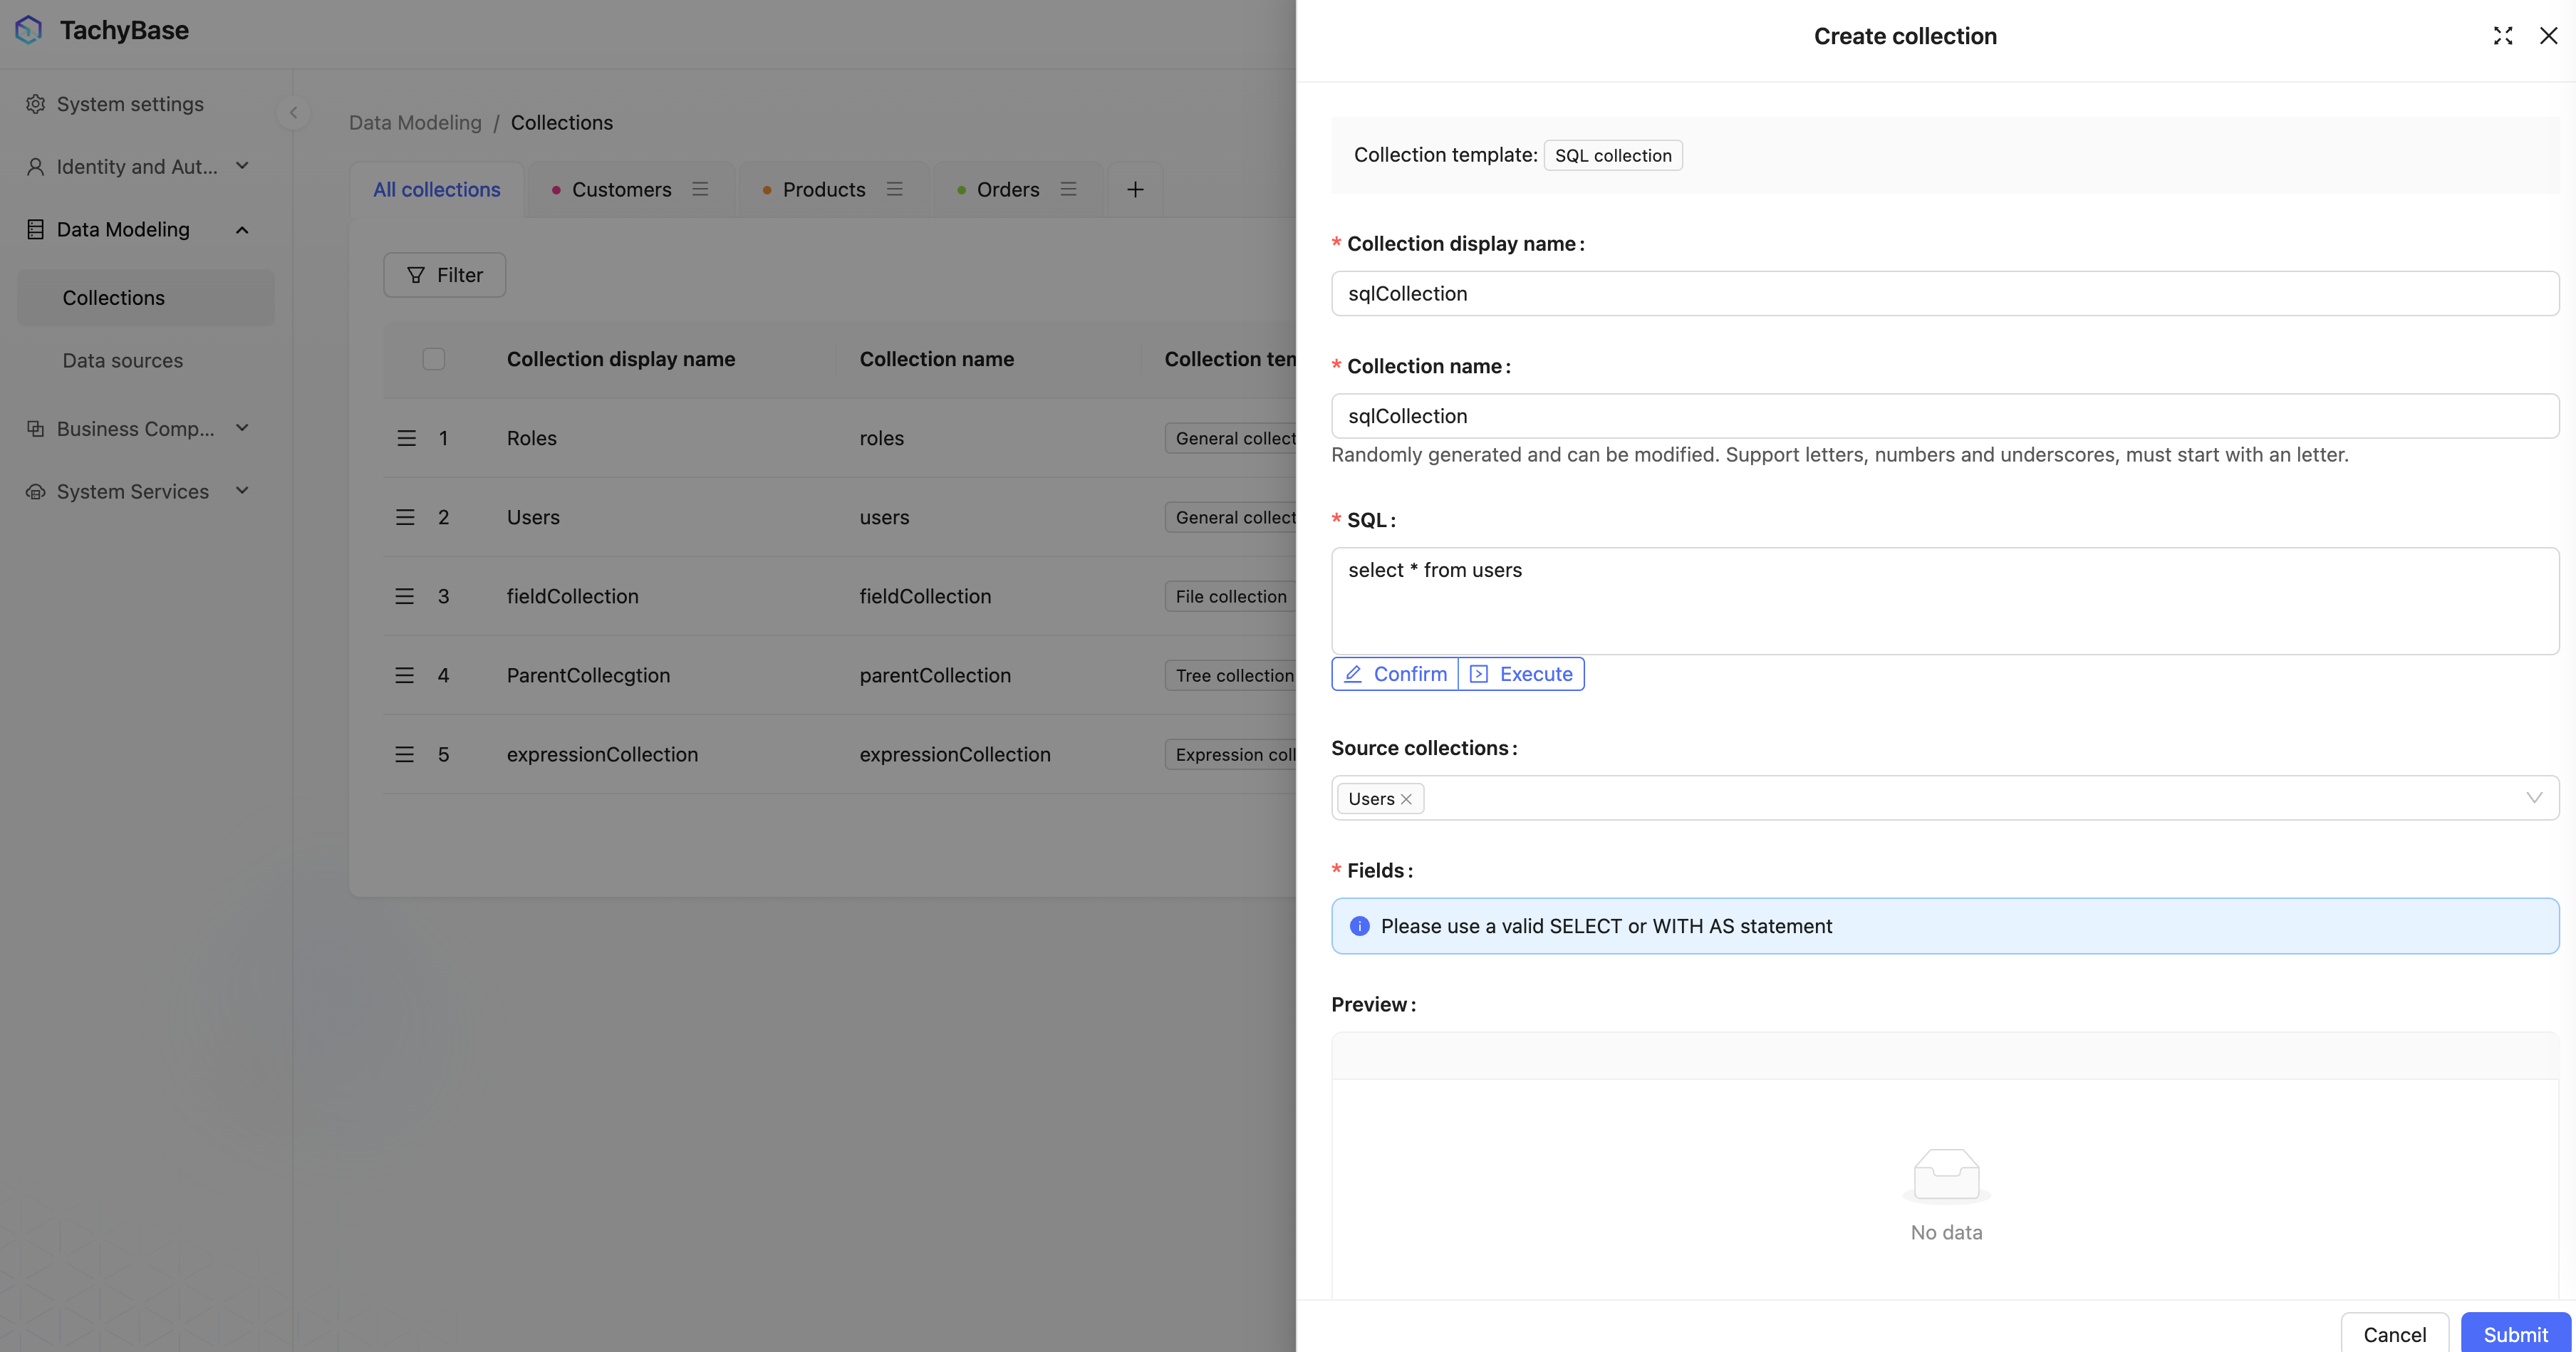 TachyBase
System settings
Identity and Aut...
Data Modeling
Collections
Data sources
Business Comp...
System Services
Data Modeling / Collections
All collections
Customers
Products
Orders
Filter
Collection display name Collection name Collection ten
1 Roles roles General collect
2 Users users General collect
3 fieldCollection fieldCollection File collection
4 ParentCollecgtion parentCollection Tree collection
5 expressionCollection expressionCollection Expression coll
Create collection
Collection template: SQL collection
* Collection display name:
sqlCollection
* Collection name:
sqlCollection
Randomly generated and can be modified. Support letters, numbers and underscores, must start with an letter.
* SQL:
select * from users
Confirm Execute
Source collections:
Users
* Fields:
Please use a valid SELECT or WITH AS statement
Preview:
No data
Cancel Submit